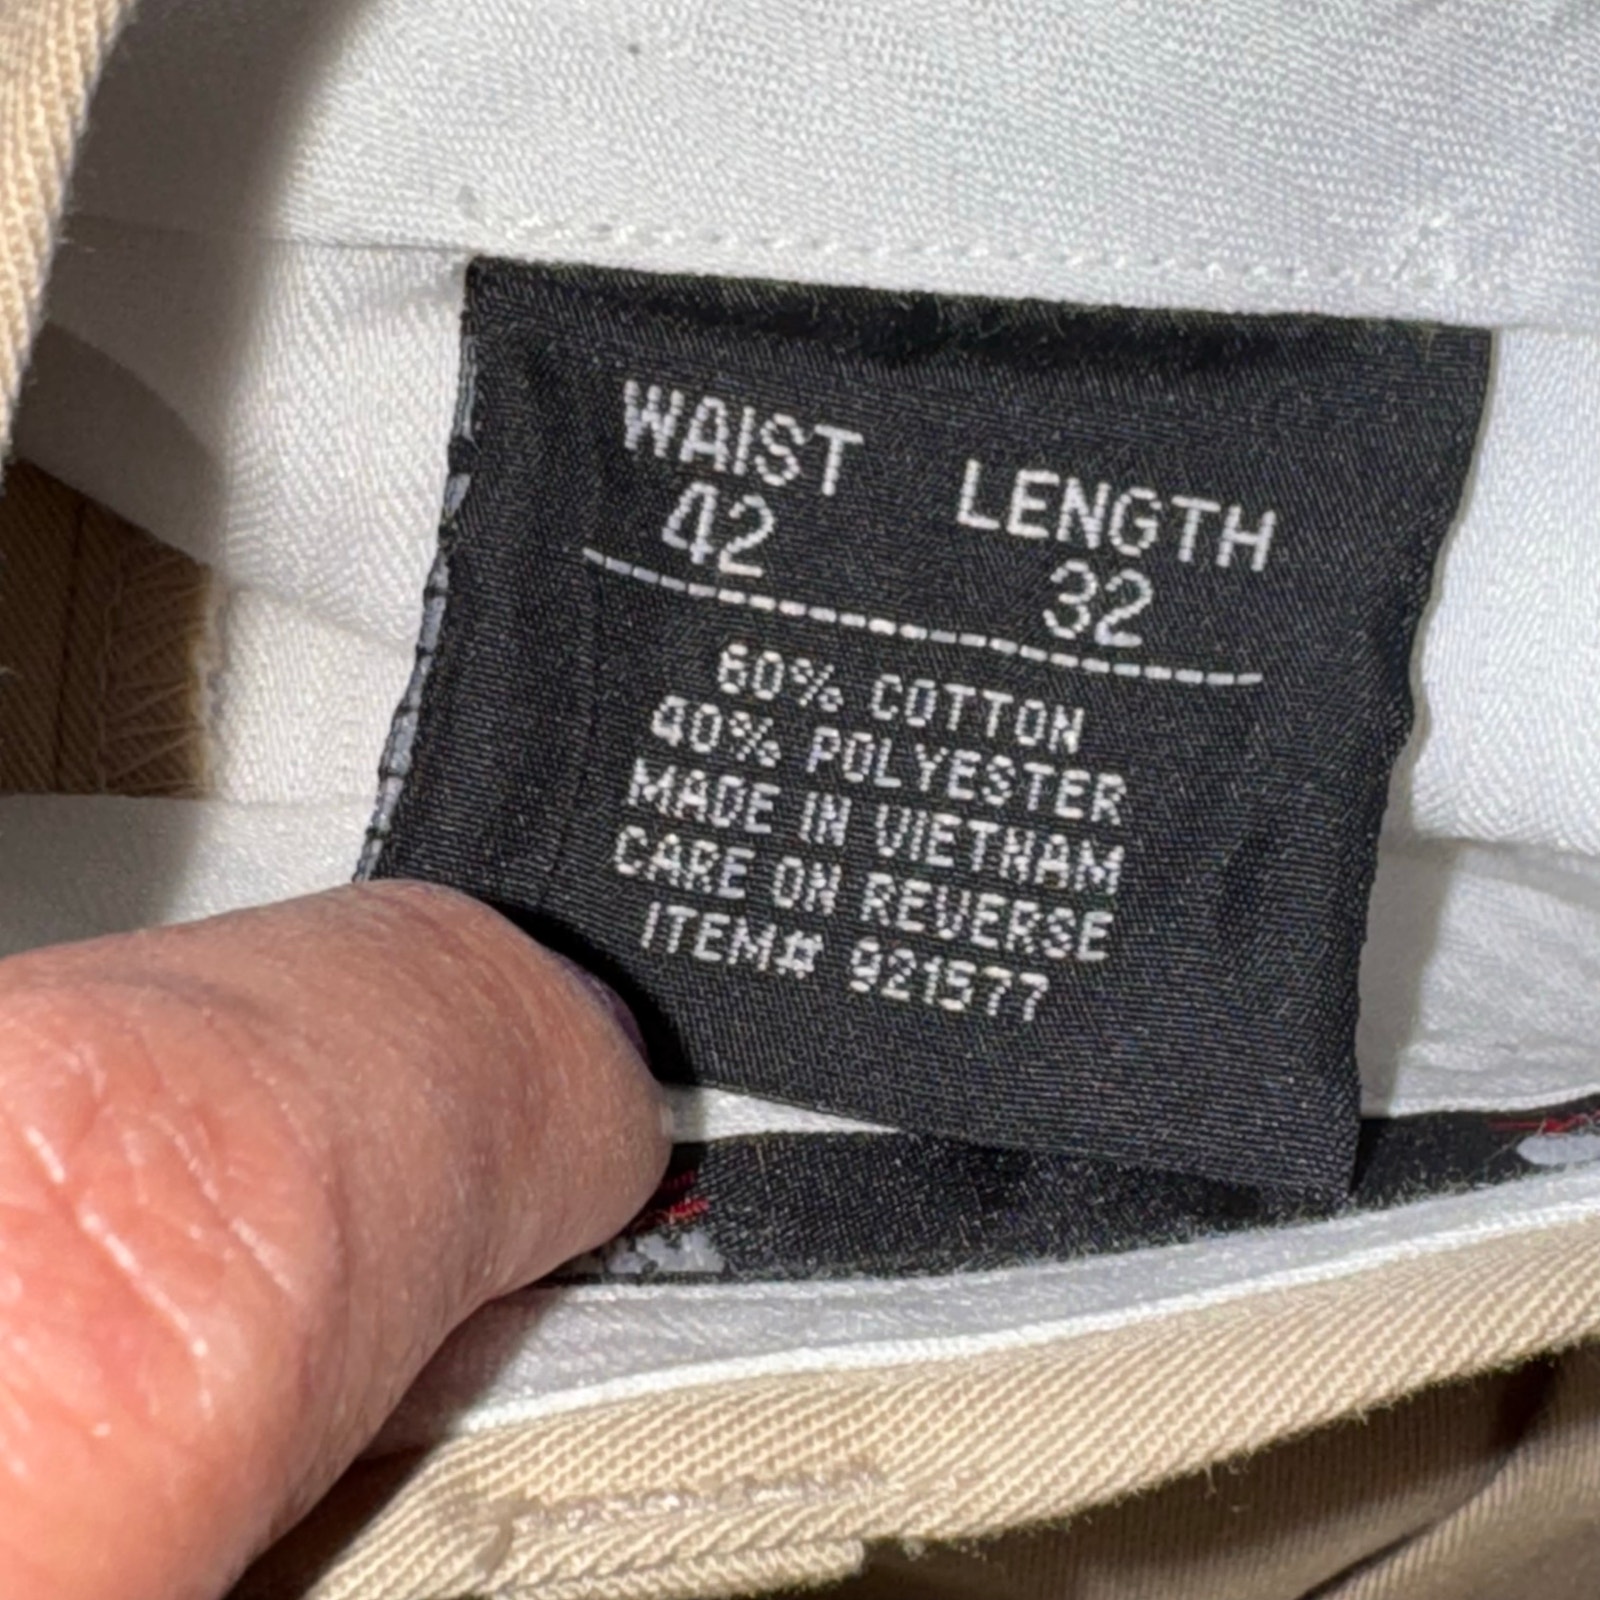 WAIST LENGTH
42 32
60% COTTON
40% POLYESTER
MADE IN VIETNAM
CARE ON REVERSE
ITEM# 921577